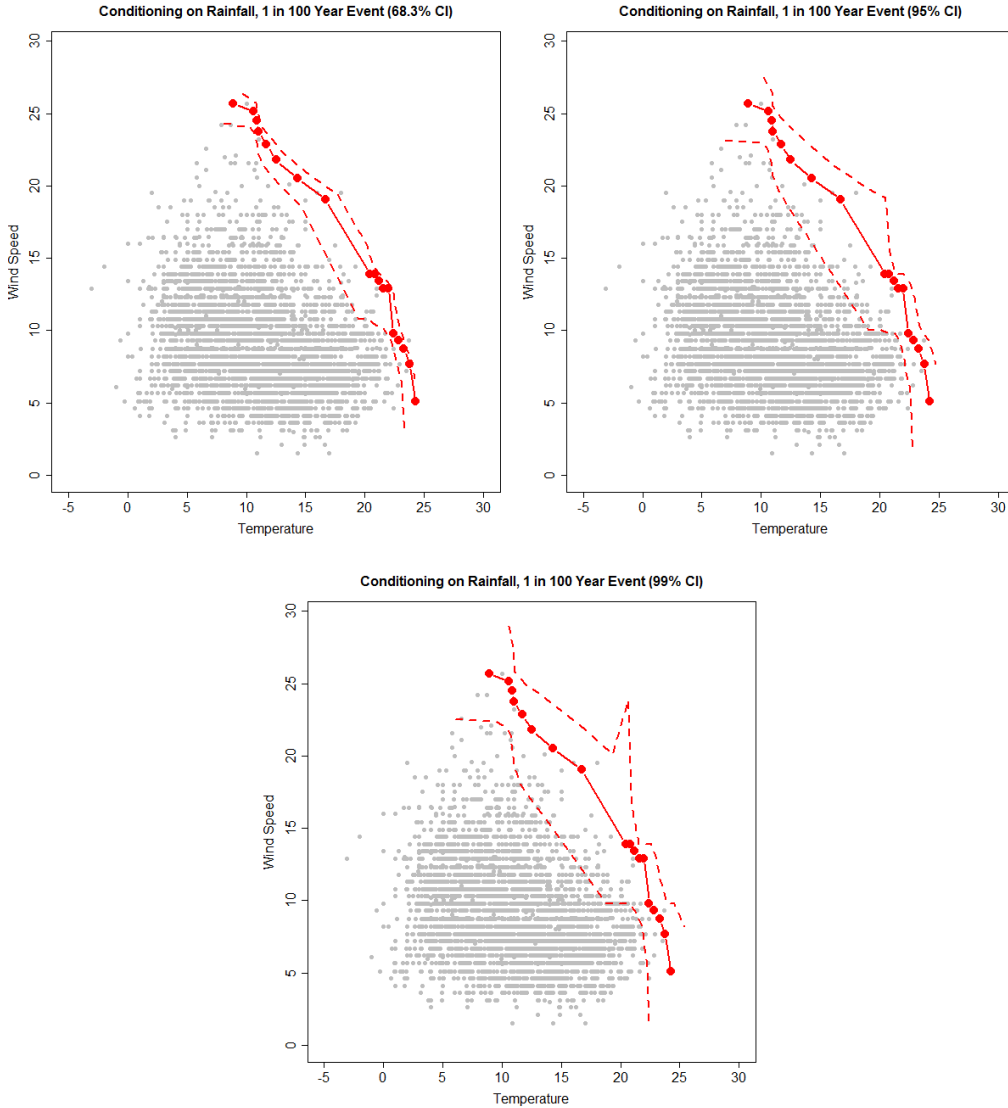 Conditioning on Rainfall, 1 in 100 Year Event (68.3% CI)
30
25
20
15
10
5
0
Wind Speed
-5 0 5 10 15 20 25 30
Temperature
Conditioning on Rainfall, 1 in 100 Year Event (95% CI)
30
25
20
15
10
5
0
Wind Speed
-5 0 5 10 15 20 25 30
Temperature
Conditioning on Rainfall, 1 in 100 Year Event (99% CI)
30
25
20
15
10
5
0
Wind Speed
-5 0 5 10 15 20 25 30
Temperature